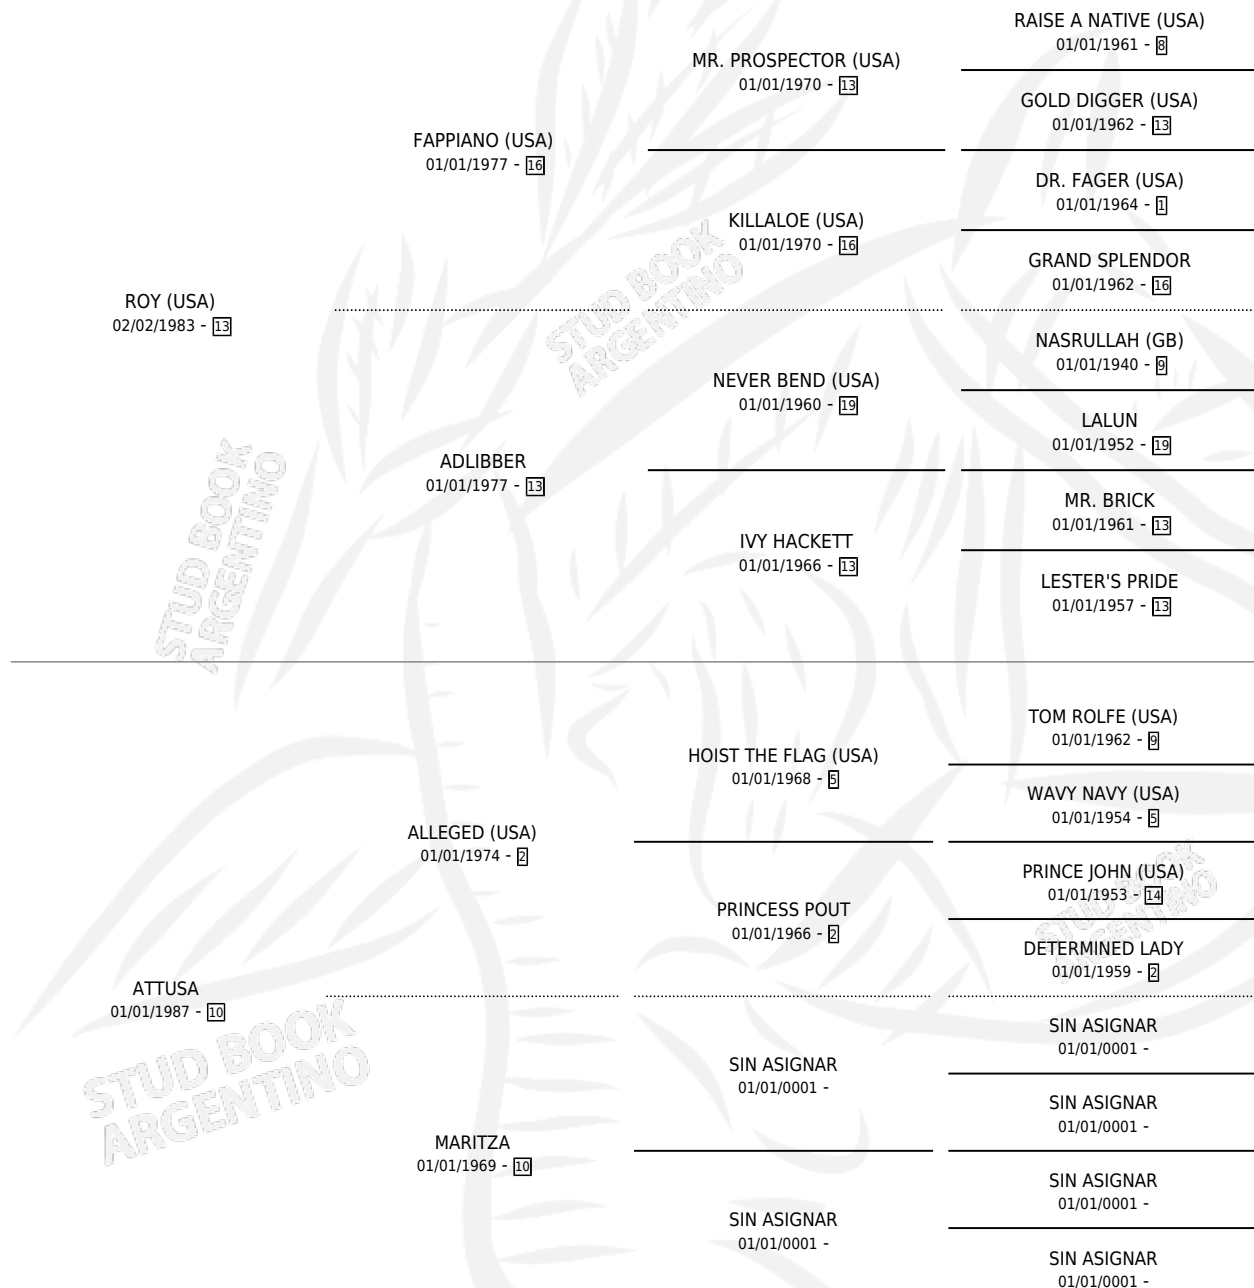 RAISE A NATIVE (USA)
01/01/1961 - 8
MR. PROSPECTOR (USA)
01/01/1970 - 13
GOLD DIGGER (USA)
01/01/1962 - 13
FAPPIANO (USA)
01/01/1977 - 16
DR. FAGER (USA)
01/01/1964 - 1
KILLALOE (USA)
01/01/1970 - 16
GRAND SPLENDOR
01/01/1962 - 16
ROY (USA)
02/02/1983 - 13
NASRULLAH (GB)
01/01/1940 - 9
NEVER BEND (USA)
01/01/1960 - 19
LALUN
01/01/1952 - 19
ADLIBBER
01/01/1977 - 13
MR. BRICK
01/01/1961 - 13
IVY HACKETT
01/01/1966 - 13
LESTER'S PRIDE
01/01/1957 - 13
TOM ROLFE (USA)
01/01/1962 - 9
HOIST THE FLAG (USA)
01/01/1968 - 5
WAVY NAVY (USA)
01/01/1954 - 5
ALLEGED (USA)
01/01/1974 - 2
PRINCE JOHN (USA)
01/01/1953 - 14
PRINCESS POUT
01/01/1966 - 2
DETERMINED LADY
01/01/1959 - 2
ATTUSA
01/01/1987 - 10
SIN ASIGNAR
01/01/0001 -
SIN ASIGNAR
01/01/0001 -
SIN ASIGNAR
01/01/0001 -
MARITZA
01/01/1969 - 10
SIN ASIGNAR
01/01/0001 -
SIN ASIGNAR
01/01/0001 -
SIN ASIGNAR
01/01/0001 -
STUD BOOK
ARGENTINO
STUD BOOK
ARGENTINO
STUD BOOK
ARGENTINO
STUD BOOK
ARGENTINO